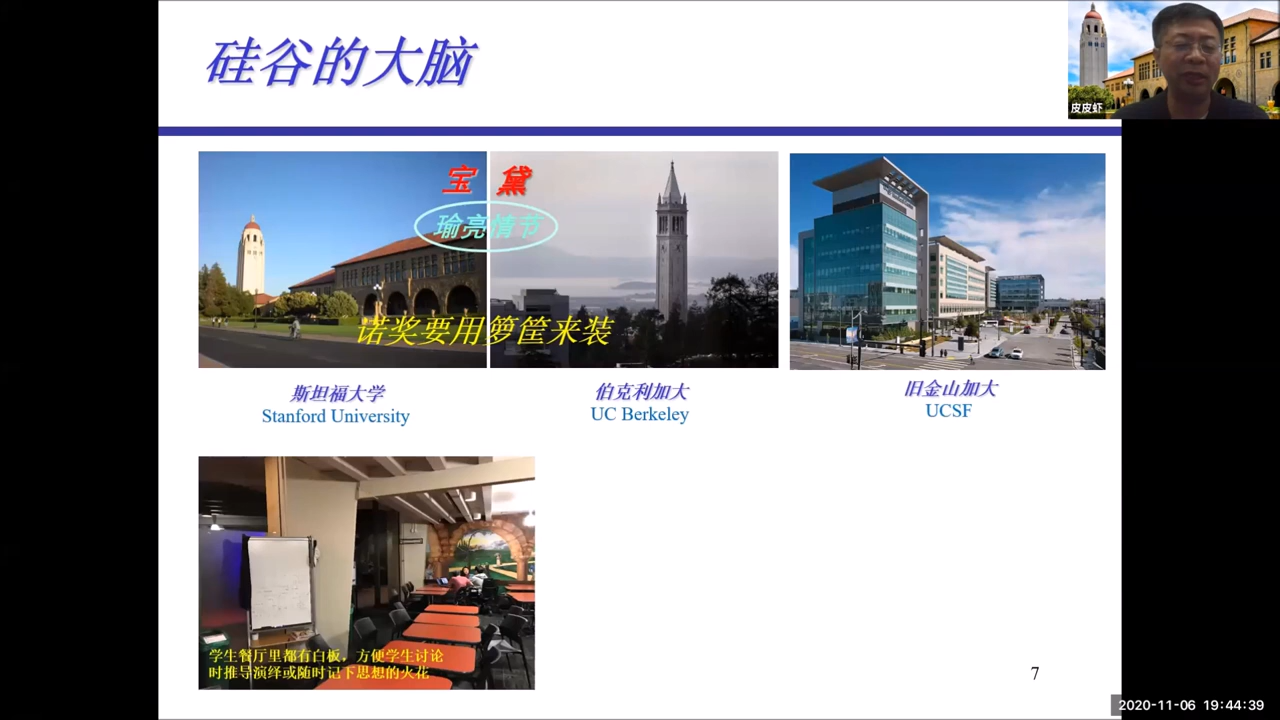 硅谷的大脑
皮皮虾
宝 黛
瑜亮情节
诺奖要用箩筐来装
斯坦福大学
Stanford University
伯克利加大
UC Berkeley
旧金山加大
UCSF
学生餐厅里都有白板，方便学生讨论
时推导演绎或随时记下思想的火花
7
2020-11-06 19:44:39